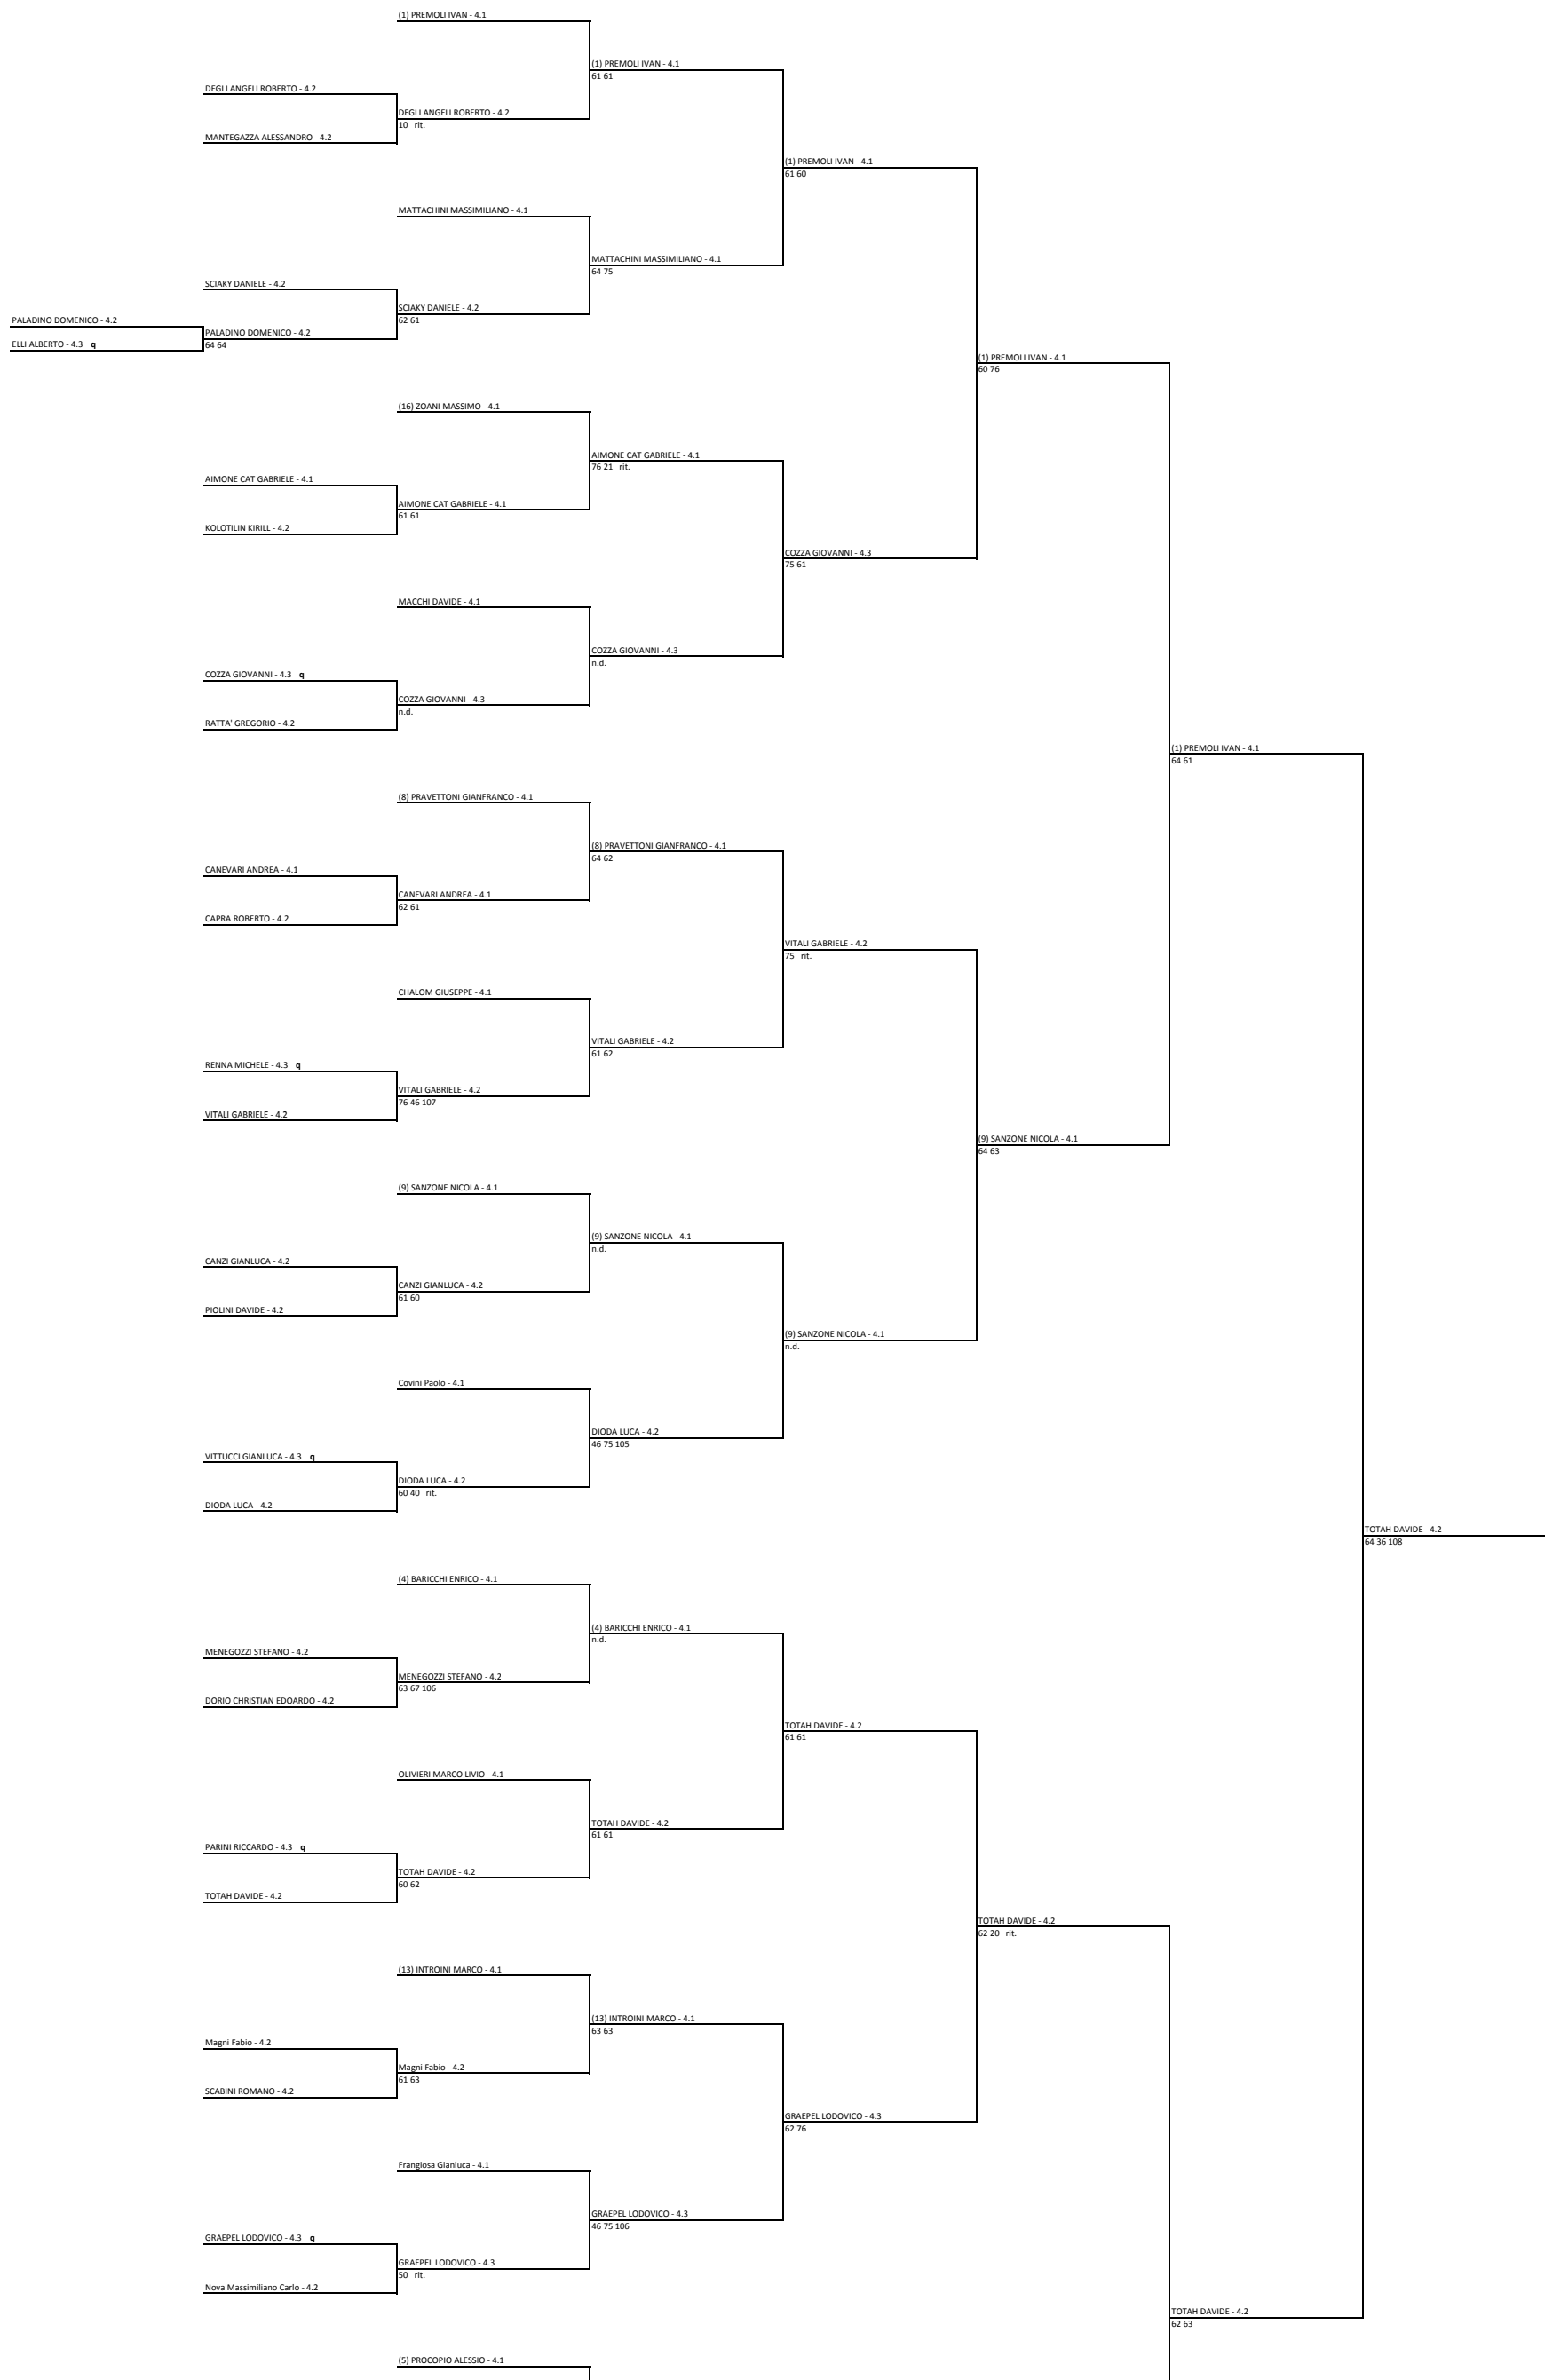 (1) PREMOLI IVAN - 4.1
(1) PREMOLI IVAN - 4.1
61 61
DEGLI ANGELI ROBERTO - 4.2
DEGLI ANGELI ROBERTO - 4.2
10 rit.
MANTEGAZZA ALESSANDRO - 4.2
(1) PREMOLI IVAN - 4.1
61 60
MATTACHINI MASSIMILIANO - 4.1
MATTACHINI MASSIMILIANO - 4.1
64 75
SCIAKY DANIELE - 4.2
SCIAKY DANIELE - 4.2
62 61
PALADINO DOMENICO - 4.2
PALADINO DOMENICO - 4.2
64 64
ELLI ALBERTO - 4.3 q
(1) PREMOLI IVAN - 4.1
60 76
(16) ZOANI MASSIMO - 4.1
AIMONE CAT GABRIELE - 4.1
76 21 rit.
AIMONE CAT GABRIELE - 4.1
AIMONE CAT GABRIELE - 4.1
61 61
KOLOTILIN KIRILL - 4.2
COZZA GIOVANNI - 4.3
75 61
MACCHI DAVIDE - 4.1
COZZA GIOVANNI - 4.3
n.d.
COZZA GIOVANNI - 4.3 q
COZZA GIOVANNI - 4.3
n.d.
RATTA' GREGORIO - 4.2
(1) PREMOLI IVAN - 4.1
64 61
(8) PRAVETTONI GIANFRANCO - 4.1
(8) PRAVETTONI GIANFRANCO - 4.1
64 62
CANEVARI ANDREA - 4.1
CANEVARI ANDREA - 4.1
62 61
CAPRA ROBERTO - 4.2
VITALI GABRIELE - 4.2
75 rit.
CHALOM GIUSEPPE - 4.1
VITALI GABRIELE - 4.2
61 62
RENNA MICHELE - 4.3 q
VITALI GABRIELE - 4.2
76 46 107
VITALI GABRIELE - 4.2
(9) SANZONE NICOLA - 4.1
64 63
(9) SANZONE NICOLA - 4.1
(9) SANZONE NICOLA - 4.1
n.d.
CANZI GIANLUCA - 4.2
CANZI GIANLUCA - 4.2
61 60
PIOLINI DAVIDE - 4.2
(9) SANZONE NICOLA - 4.1
n.d.
Covini Paolo - 4.1
DIODA LUCA - 4.2
46 75 105
VITTUCCI GIANLUCA - 4.3 q
DIODA LUCA - 4.2
60 40 rit.
DIODA LUCA - 4.2
TOTAH DAVIDE - 4.2
64 36 108
(4) BARICCHI ENRICO - 4.1
(4) BARICCHI ENRICO - 4.1
n.d.
MENEGOZZI STEFANO - 4.2
MENEGOZZI STEFANO - 4.2
63 67 106
DORIO CHRISTIAN EDOARDO - 4.2
TOTAH DAVIDE - 4.2
61 61
OLIVIERI MARCO LIVIO - 4.1
TOTAH DAVIDE - 4.2
61 61
PARINI RICCARDO - 4.3 q
TOTAH DAVIDE - 4.2
60 62
TOTAH DAVIDE - 4.2
TOTAH DAVIDE - 4.2
62 20 rit.
(13) INTROINI MARCO - 4.1
(13) INTROINI MARCO - 4.1
63 63
Magni Fabio - 4.2
Magni Fabio - 4.2
61 63
SCABINI ROMANO - 4.2
GRAEPEL LODOVICO - 4.3
62 76
Frangiosa Gianluca - 4.1
GRAEPEL LODOVICO - 4.3
46 75 106
GRAEPEL LODOVICO - 4.3 q
GRAEPEL LODOVICO - 4.3
50 rit.
Nova Massimiliano Carlo - 4.2
TOTAH DAVIDE - 4.2
62 63
(5) PROCOPIO ALESSIO - 4.1